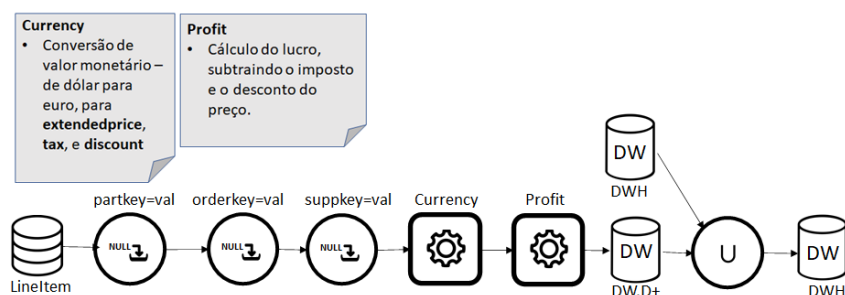 Currency
• Conversão de
valor monetário –
de dólar para
euro, para
extendedprice,
tax, e discount
Profit
• Cálculo do lucro,
subtraindo o imposto
e o desconto do
preço.
DW
DWH
partkey=val orderkey=val suppkey=val Currency Profit
NULL NULL NULL DW U DW
LineItem DW.D+ DWH